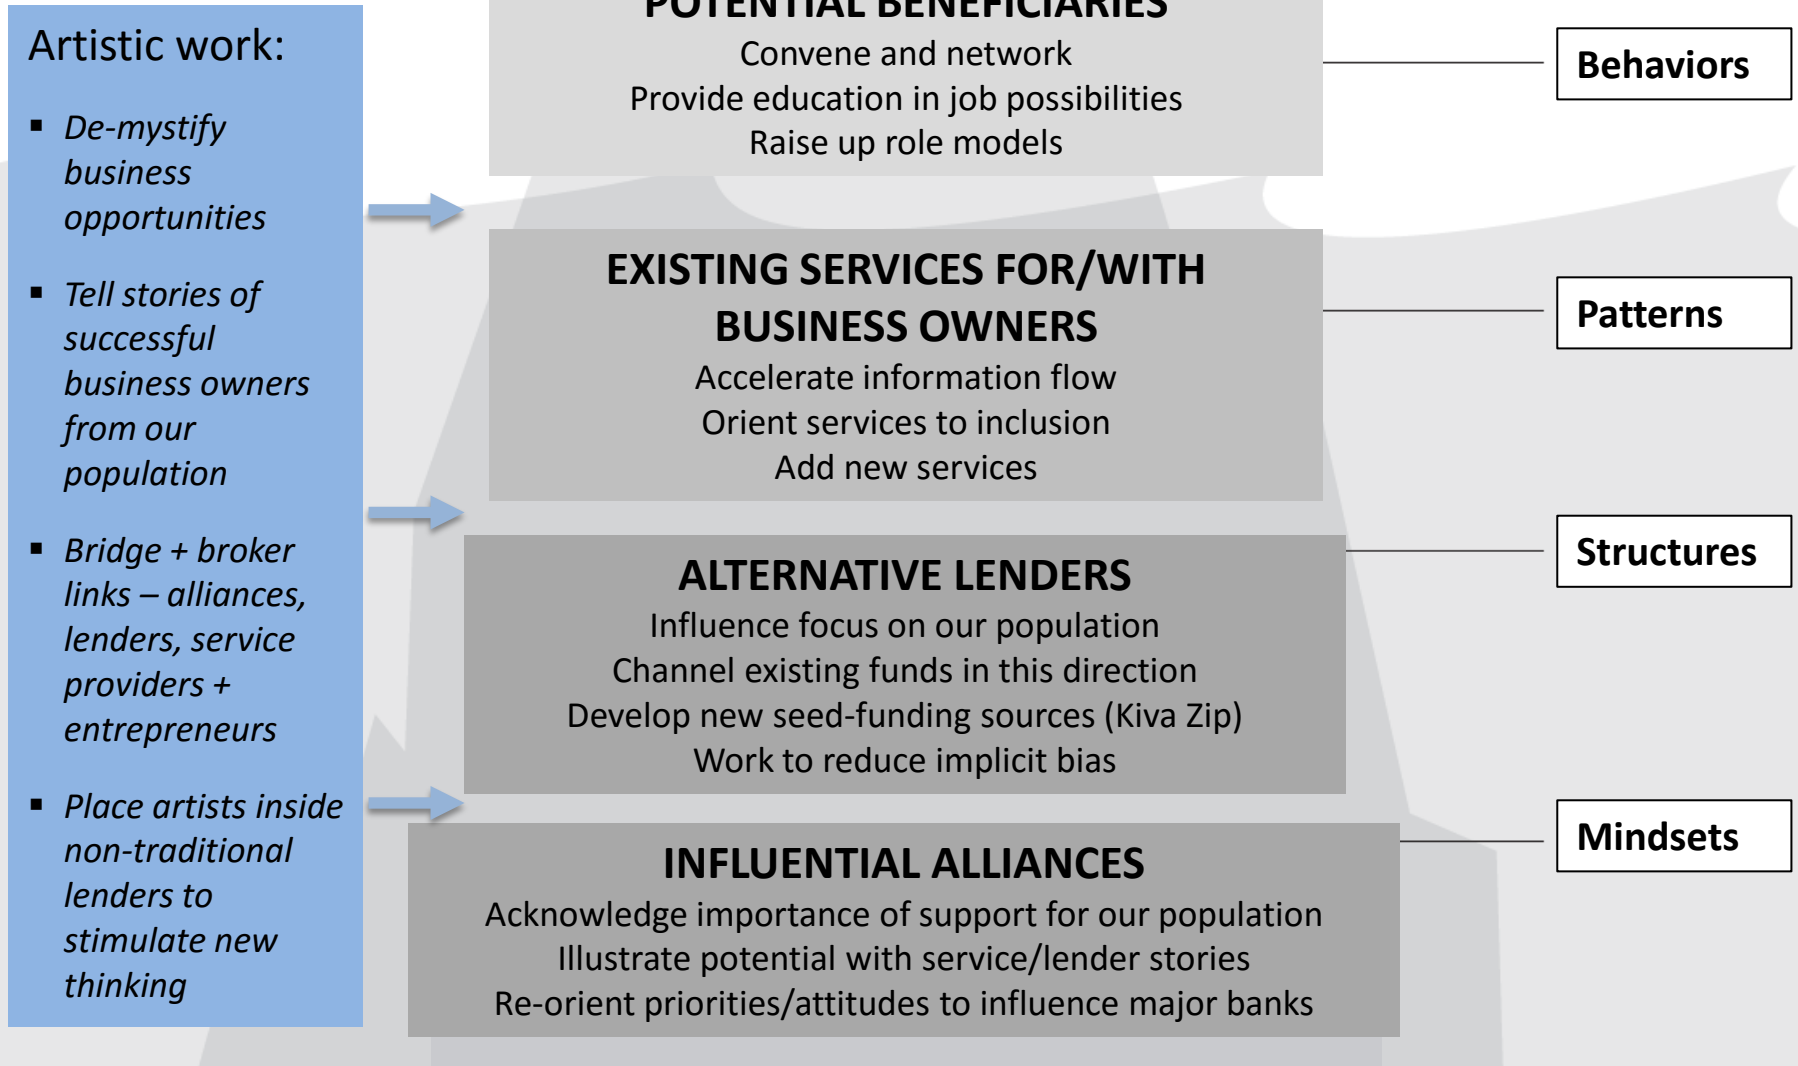 Artistic work:
▪ De-mystify
business
opportunities
▪ Tell stories of
successful
business owners
from our
population
▪ Bridge + broker
links – alliances,
lenders, service
providers +
entrepreneurs
▪ Place artists inside
non-traditional
lenders to
stimulate new
thinking
POTENTIAL BENEFICIARIES
Convene and network
Provide education in job possibilities
Raise up role models
EXISTING SERVICES FOR/WITH
BUSINESS OWNERS
Accelerate information flow
Orient services to inclusion
Add new services
ALTERNATIVE LENDERS
Influence focus on our population
Channel existing funds in this direction
Develop new seed-funding sources (Kiva Zip)
Work to reduce implicit bias
INFLUENTIAL ALLIANCES
Acknowledge importance of support for our population
Illustrate potential with service/lender stories
Re-orient priorities/attitudes to influence major banks
Behaviors
Patterns
Structures
Mindsets